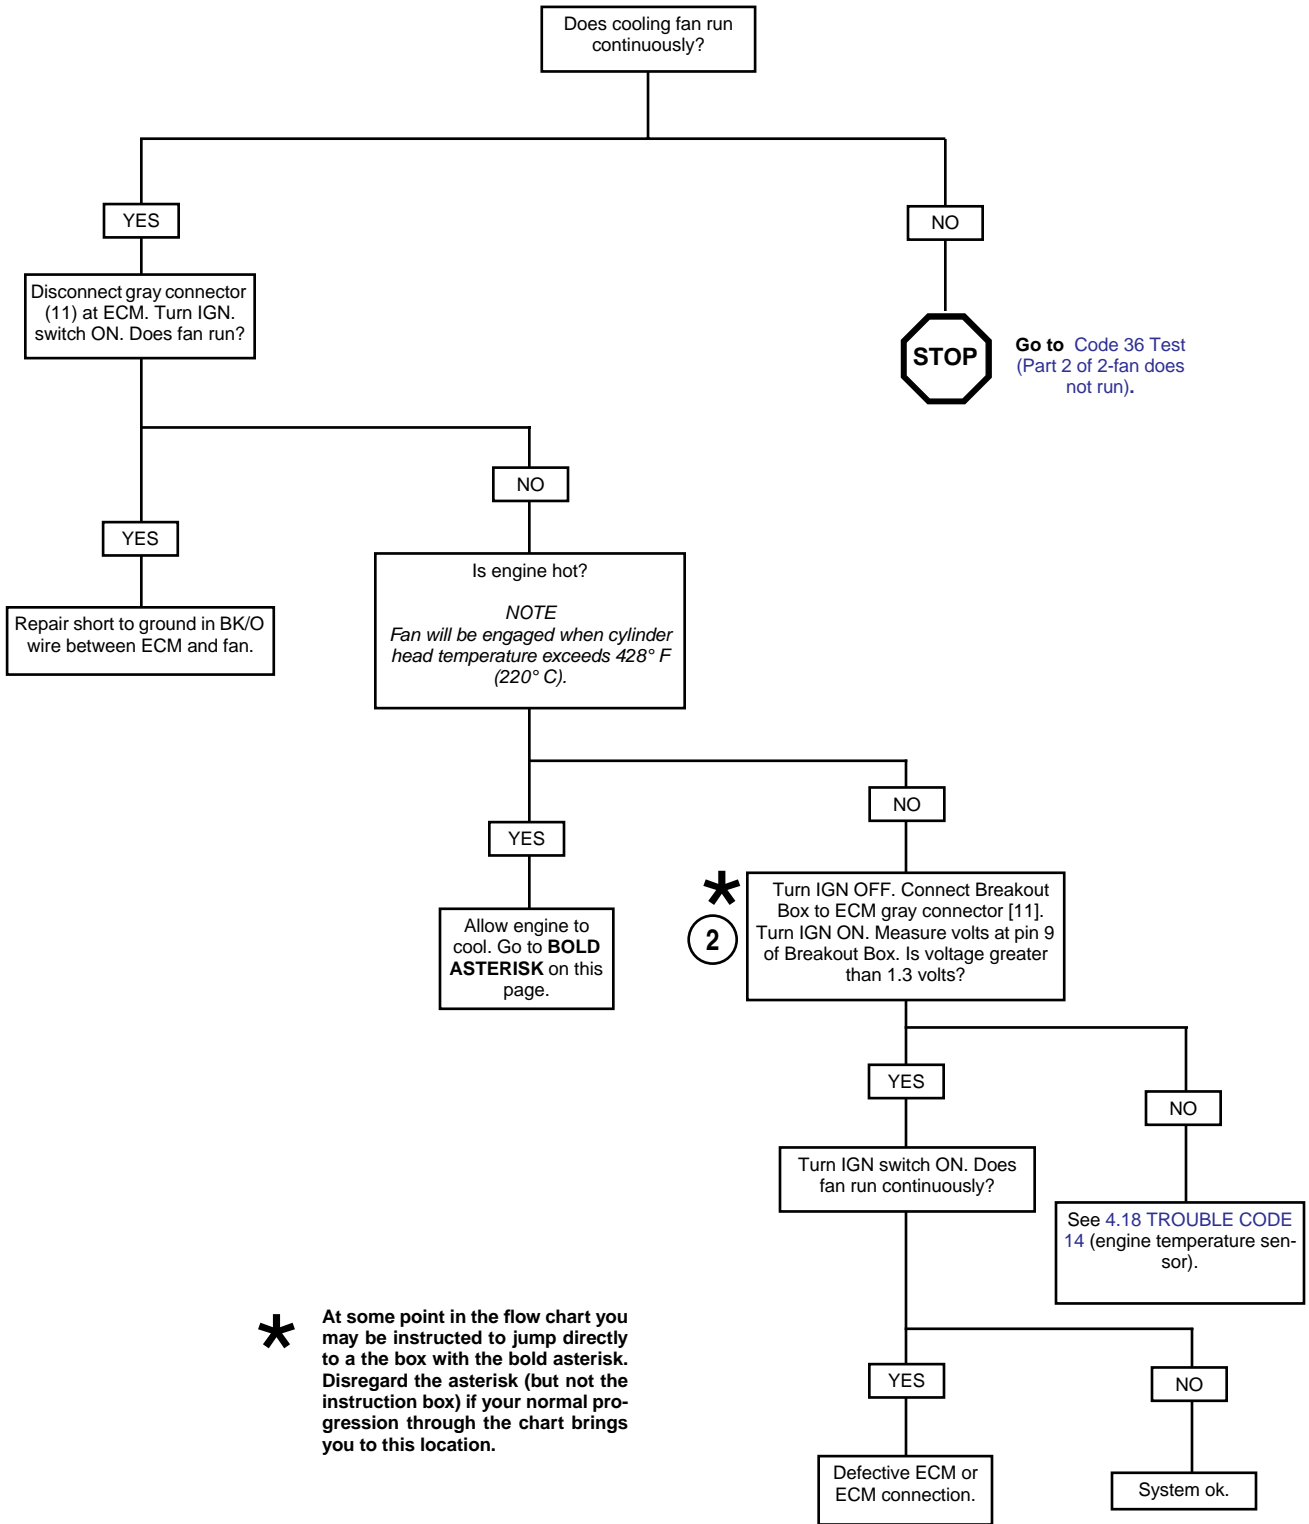 Does cooling fan run
continuously?
YES
NO
Disconnect gray connector
(11) at ECM. Turn IGN.
switch ON. Does fan run?
STOP
Go to Code 36 Test
(Part 2 of 2-fan does
not run).
NO
YES
Is engine hot?
NOTE
Fan will be engaged when cylinder
head temperature exceeds 428° F
(220° C).
Repair short to ground in BK/O
wire between ECM and fan.
NO
YES
*
2
Turn IGN OFF. Connect Breakout
Box to ECM gray connector [11].
Turn IGN ON. Measure volts at pin 9
of Breakout Box. Is voltage greater
than 1.3 volts?
Allow engine to
cool. Go to BOLD
ASTERISK on this
page.
YES
NO
Turn IGN switch ON. Does
fan run continuously?
See 4.18 TROUBLE CODE
14 (engine temperature sen-
sor).
*
At some point in the flow chart you
may be instructed to jump directly
to a the box with the bold asterisk.
Disregard the asterisk (but not the
instruction box) if your normal pro-
gression through the chart brings
you to this location.
YES
NO
Defective ECM or
ECM connection.
System ok.